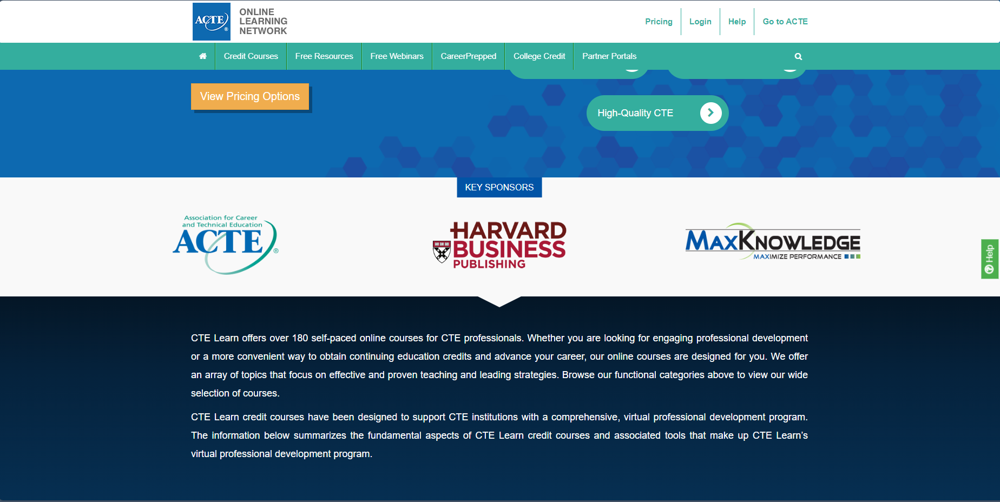 ACTE®
ONLINE
LEARNING
NETWORK
Pricing
Login
Help
Go to ACTE
Credit Courses
Free Resources
Free Webinars
CareerPrepped
College Credit
Partner Portals
View Pricing Options
High-Quality CTE
KEY SPONSORS
Association for Career
and Technical Education
ACTE®
HARVARD
BUSINESS
PUBLISHING
MAXKNOWLEDGE
MAXIMIZE PERFORMANCE
Help
CTE Learn offers over 180 self-paced online courses for CTE professionals. Whether you are looking for engaging professional development
or a more convenient way to obtain continuing education credits and advance your career, our online courses are designed for you. We offer
an array of topics that focus on effective and proven teaching and leading strategies. Browse our functional categories above to view our wide
selection of courses.
CTE Learn credit courses have been designed to support CTE institutions with a comprehensive, virtual professional development program.
The information below summarizes the fundamental aspects of CTE Learn credit courses and associated tools that make up CTE Learn’s
virtual professional development program.